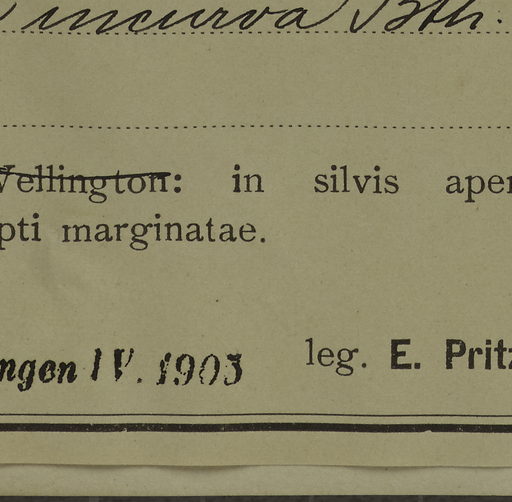 incurva Bth.
Wellington: in silvis aper
pti marginatae.
ngen IV. 1903
leg. E. Pritz